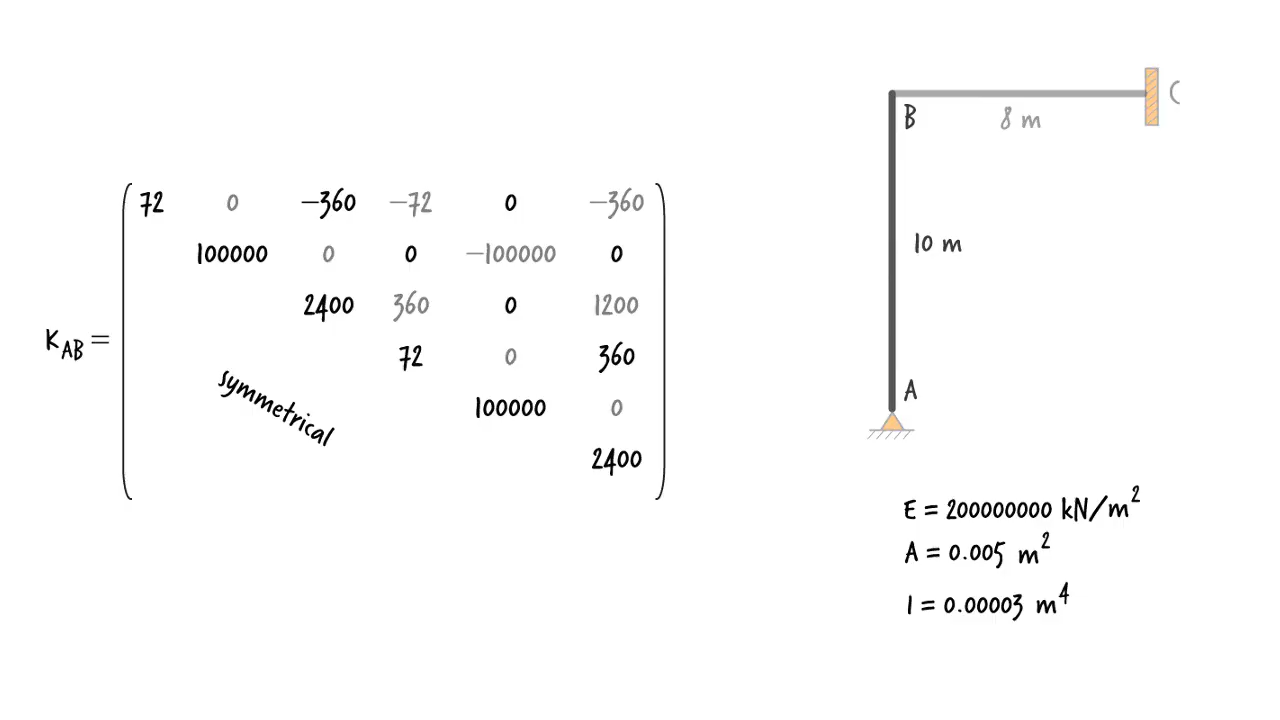 K_AB =
72 0 −360 −72 0 −360
100000 0 0 −100000 0
2400 360 0 1200
72 0 360
100000 0
2400
symmetrical
B
8 m
C
10 m
A
E = 200000000 kN/m²
A = 0.005 m²
I = 0.00003 m⁴